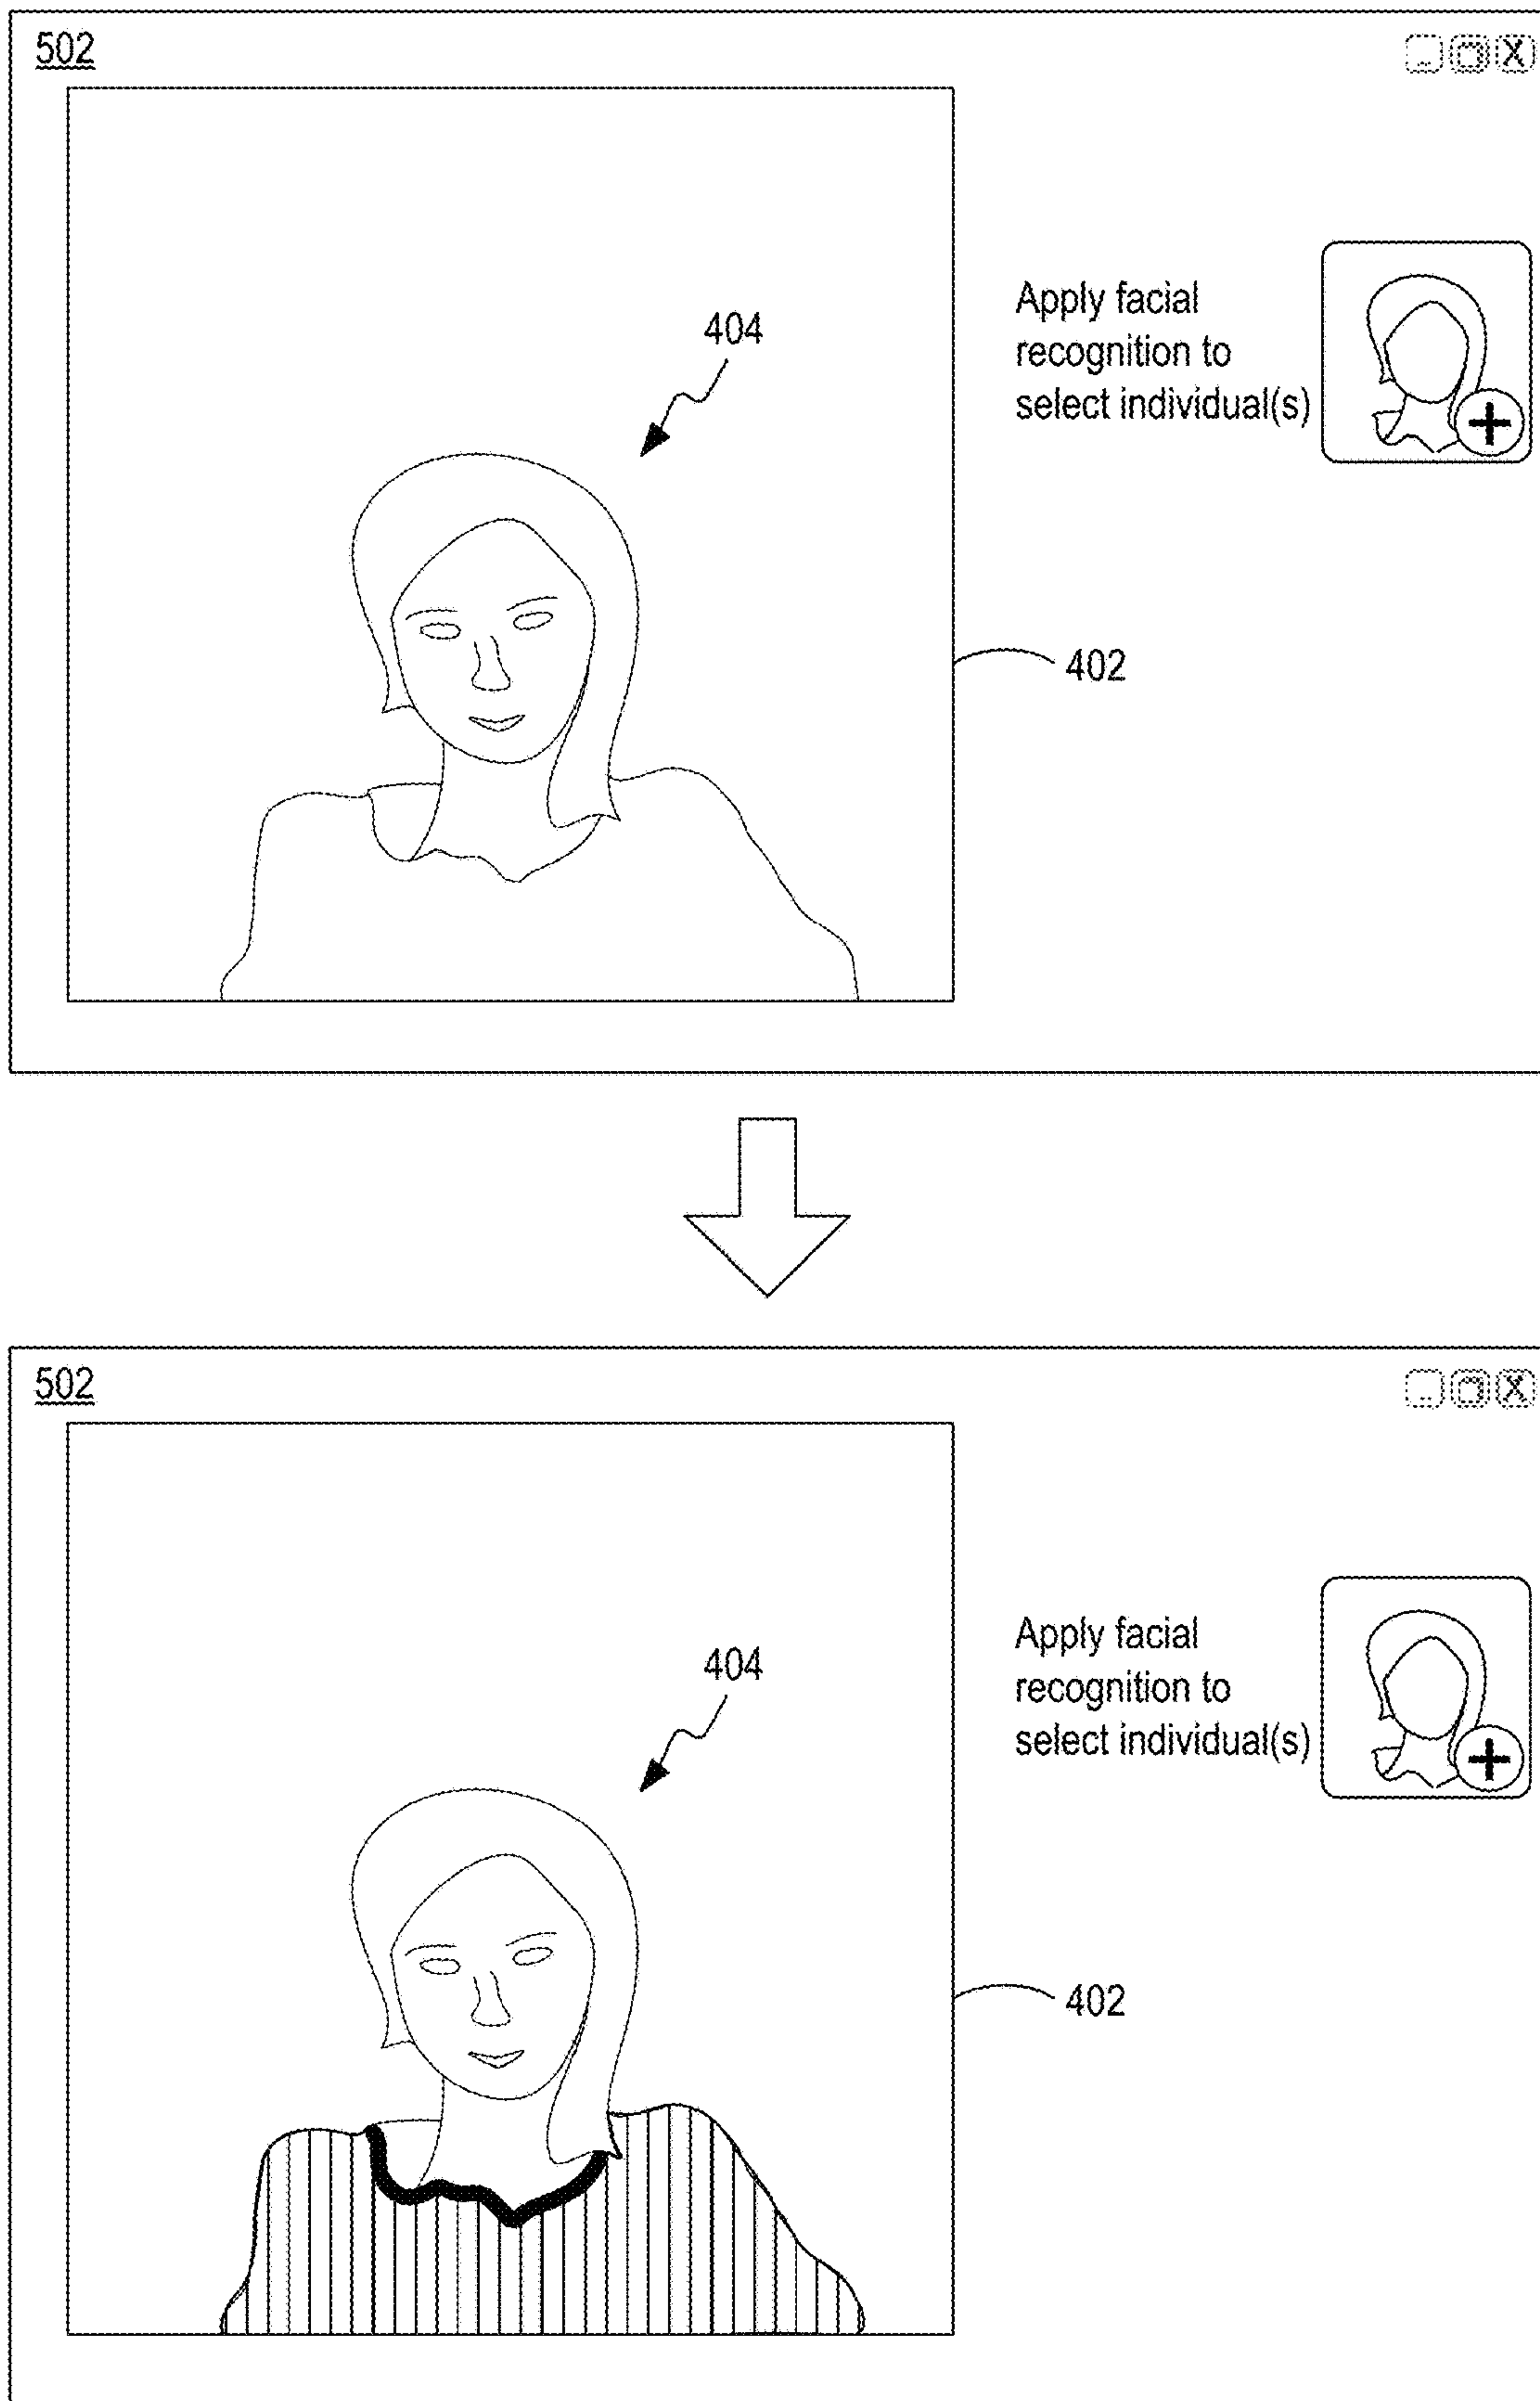 502
X
404
Apply facial
recognition to
select individual(s)
402
502
X
404
Apply facial
recognition to
select individual(s)
402